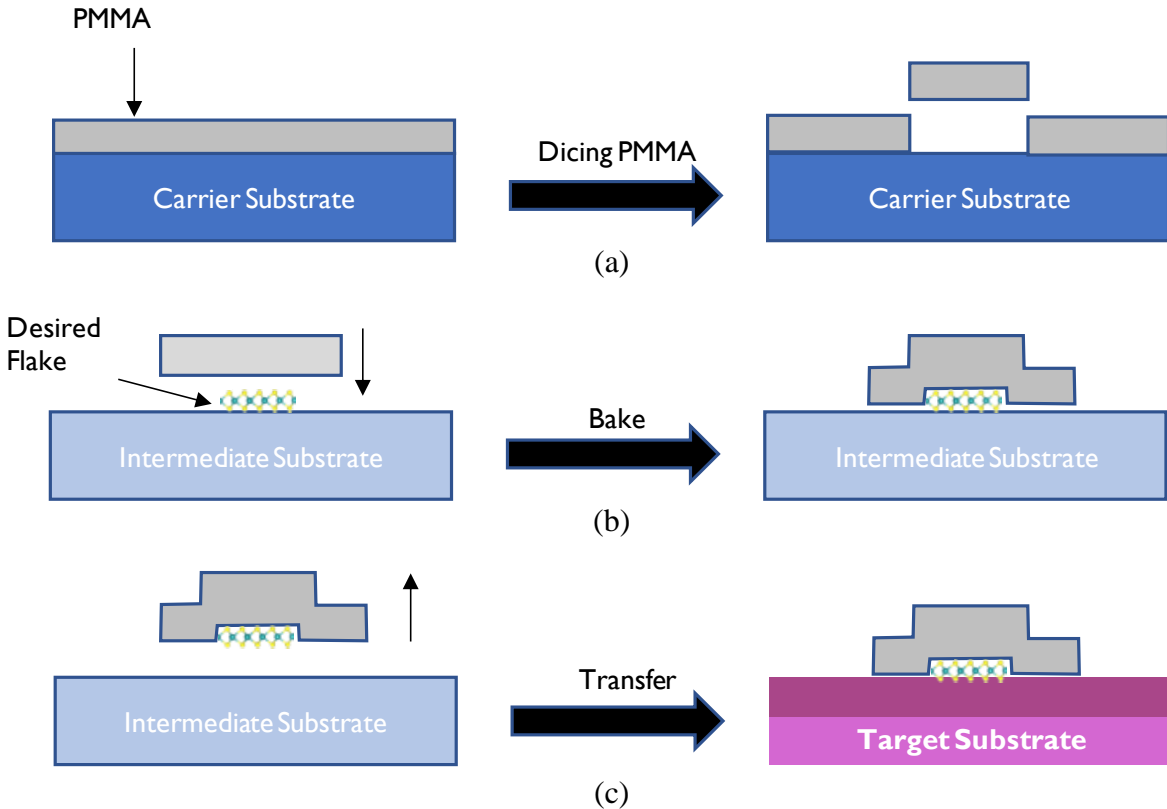 PMMA
Dicing PMMA
Carrier Substrate
Carrier Substrate
(a)
Desired
Flake
Bake
Intermediate Substrate
Intermediate Substrate
(b)
Transfer
Intermediate Substrate
Target Substrate
(c)